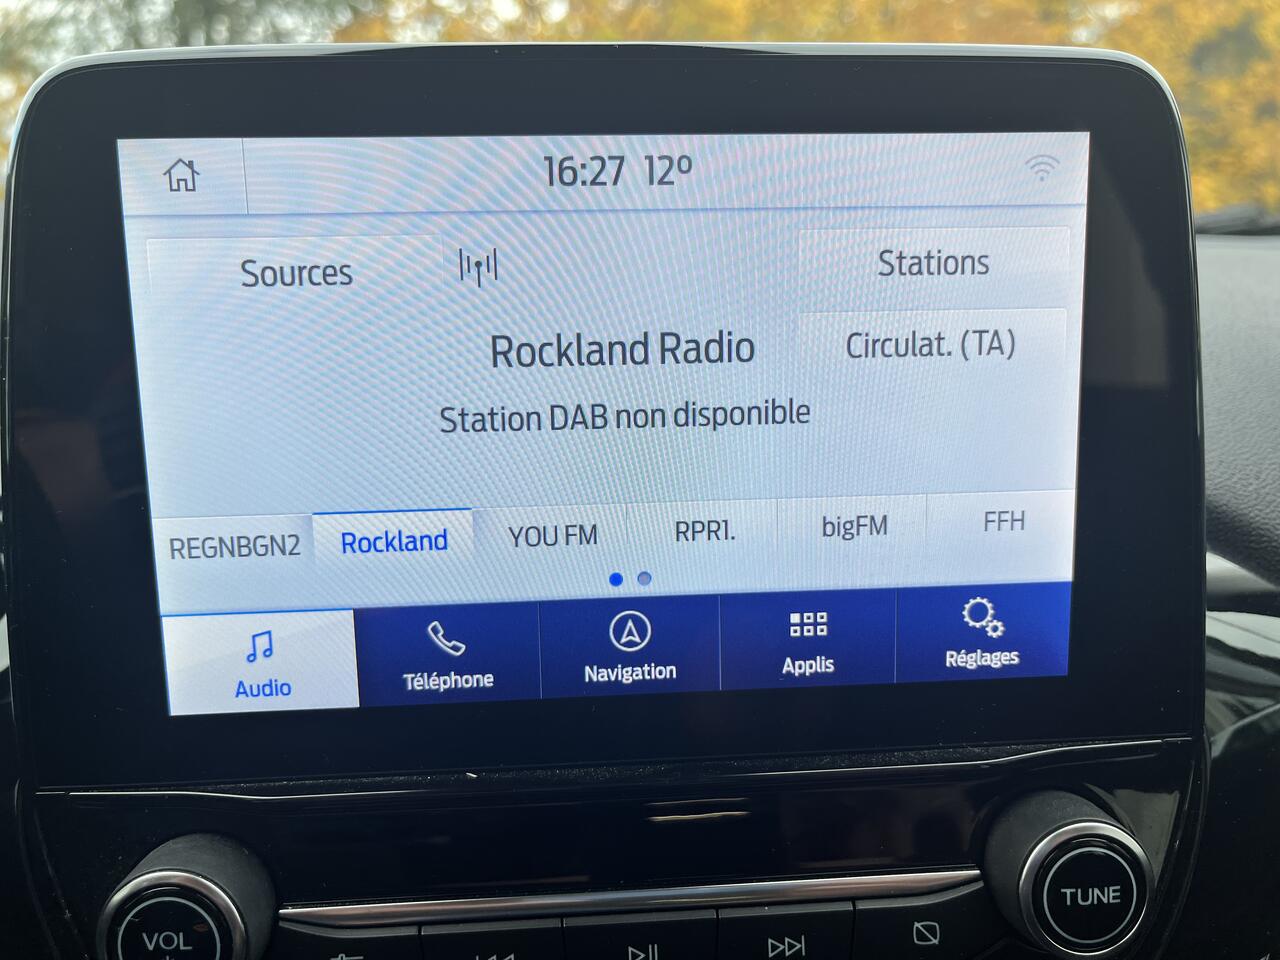 16:27 12º
Sources
Stations
Rockland Radio
Circulat. (TA)
Station DAB non disponible
REGNBGN2
Rockland
YOU FM
RPR1.
bigFM
FFH
Audio
Téléphone
Navigation
Applis
Réglages
VOL
TUNE